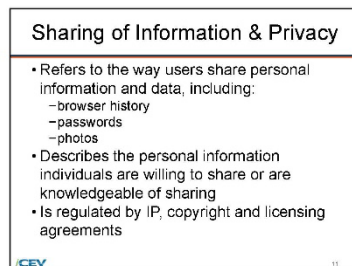 Sharing of Information & Privacy
• Refers to the way users share personal
information and data, including:
–browser history
–passwords
–photos
• Describes the personal information
individuals are willing to share or are
knowledgeable of sharing
• Is regulated by IP, copyright and licensing
agreements
iCEV
11